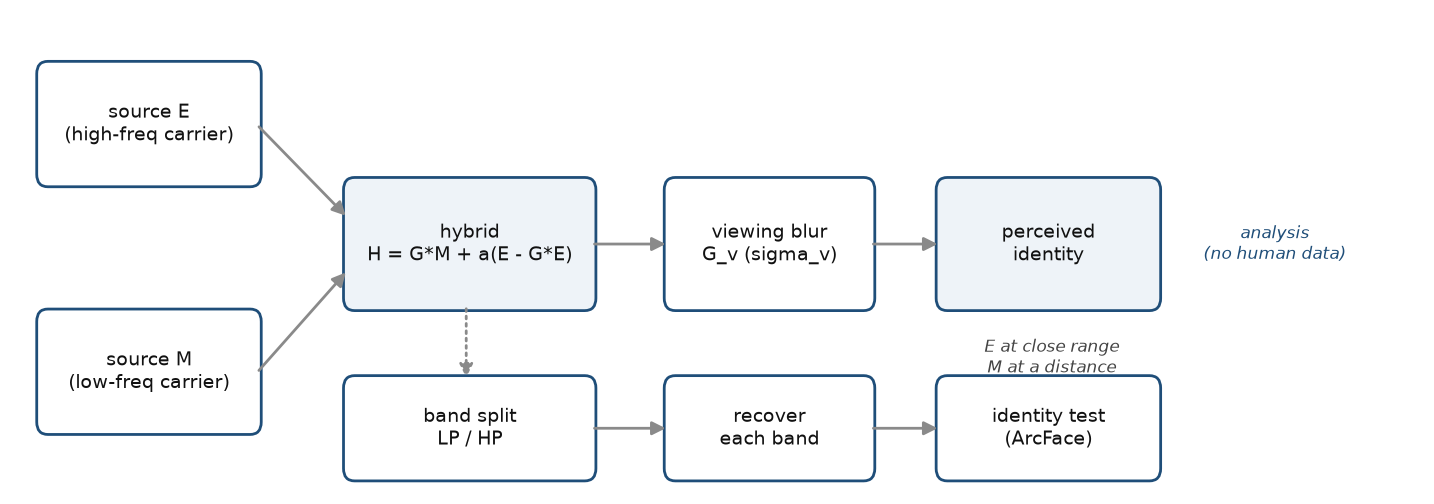 source E
(high-freq carrier)
hybrid
H = G*M + a(E - G*E)
viewing blur
G_v (sigma_v)
perceived
identity
analysis
(no human data)
source M
(low-freq carrier)
E at close range
M at a distance
band split
LP / HP
recover
each band
identity test
(ArcFace)